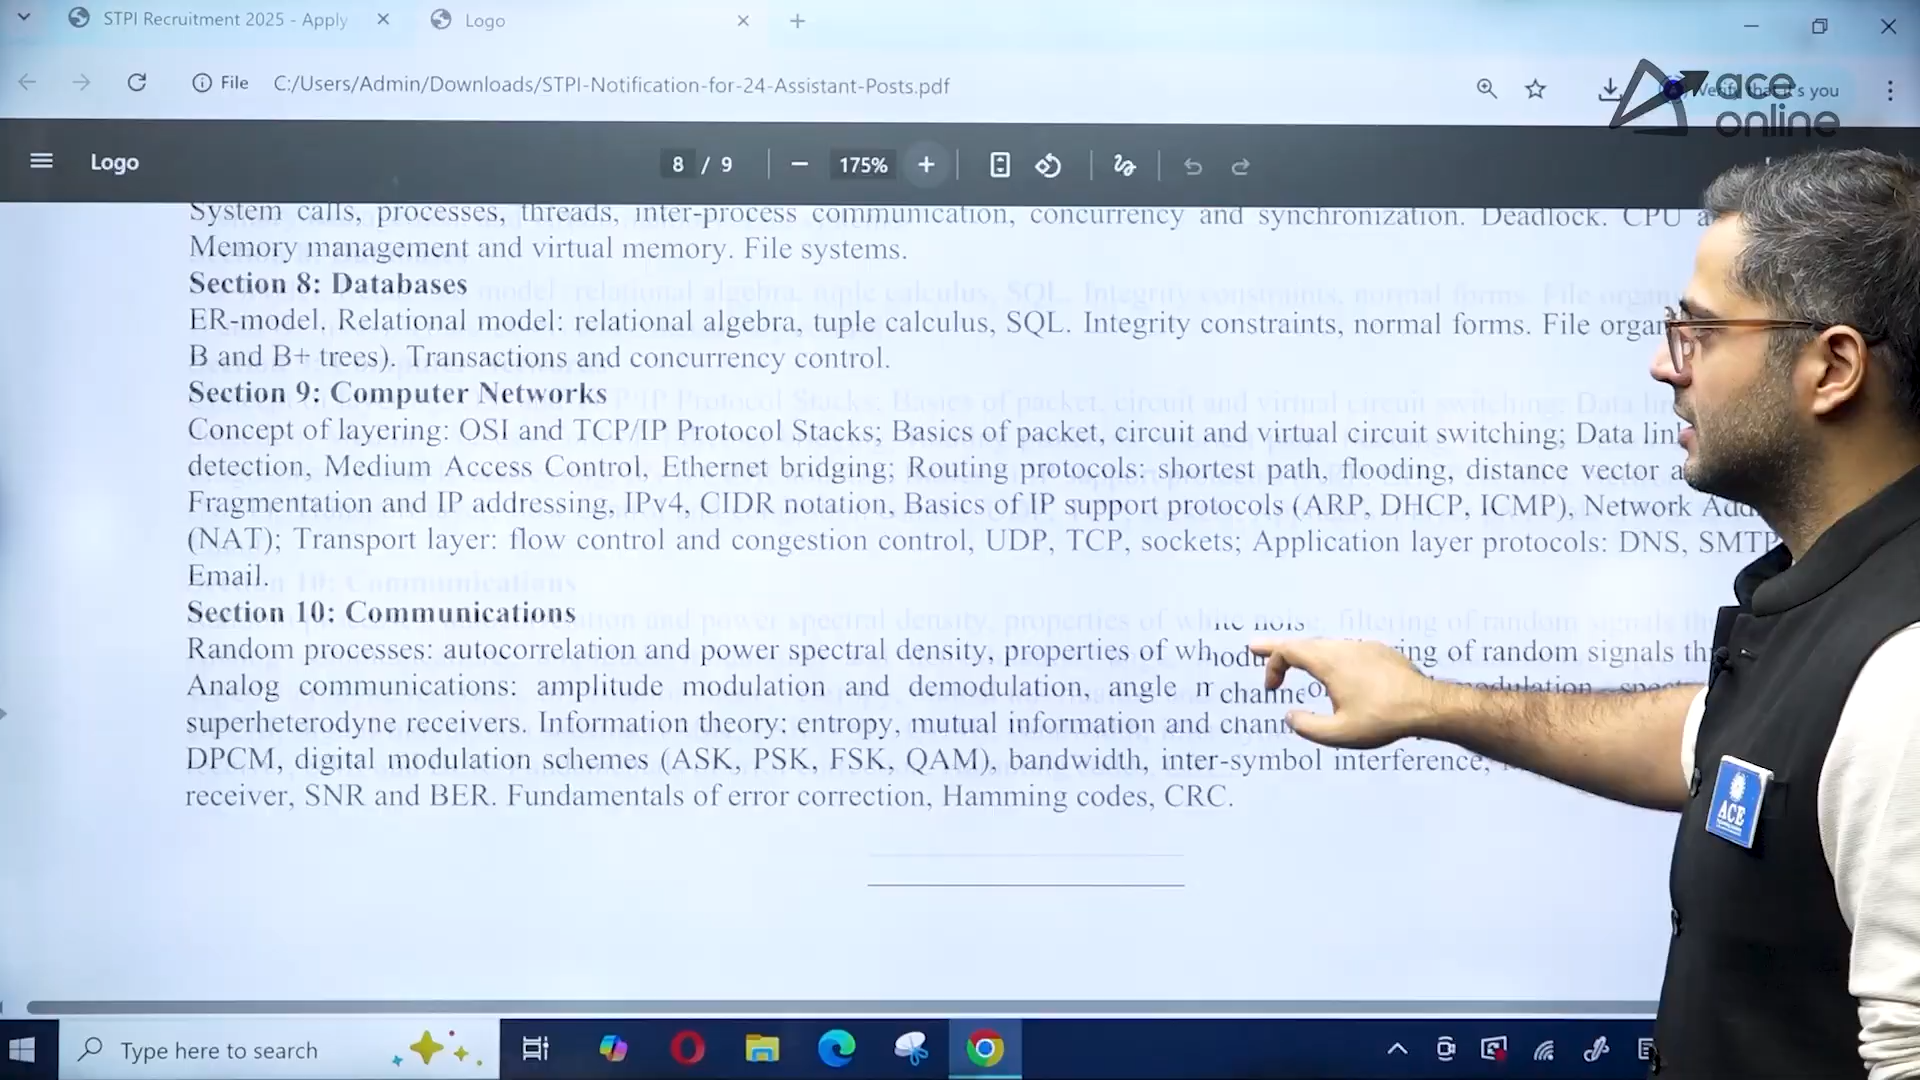 STPI Recruitment 2025 - Apply
Logo
File C:/Users/Admin/Downloads/STPI-Notification-for-24-Assistant-Posts.pdf
Verify that it's you
ace
online
Logo
8 / 9
175%
System calls, processes, threads, inter-process communication, concurrency and synchronization. Deadlock. CPU
Memory management and virtual memory. File systems.
Section 8: Databases
ER-model, Relational model: relational algebra, tuple calculus, SQL. Integrity constraints, normal forms. File
B and B+ trees). Transactions and concurrency control.
Section 9: Computer Networks
Concept of layering: OSI and TCP/IP Protocol Stacks; Basics of packet, circuit and virtual circuit switching; Data
detection, Medium Access Control, Ethernet bridging; Routing protocols: shortest path, flooding, distance vector
Fragmentation and IP addressing, IPv4, CIDR notation, Basics of IP support protocols (ARP, DHCP, ICMP), Network
(NAT); Transport layer: flow control and congestion control, UDP, TCP, sockets; Application layer protocols: DNS, SMTP
Email.
Section 10: Communications
Random processes: autocorrelation and power spectral density, properties of of random signals
Analog communications: amplitude modulation and demodulation, angle
superheterodyne receivers. Information theory: entropy, mutual information and
DPCM, digital modulation schemes (ASK, PSK, FSK, QAM), bandwidth, inter-symbol interference,
receiver, SNR and BER. Fundamentals of error correction, Hamming codes, CRC.
ACE
Type here to search